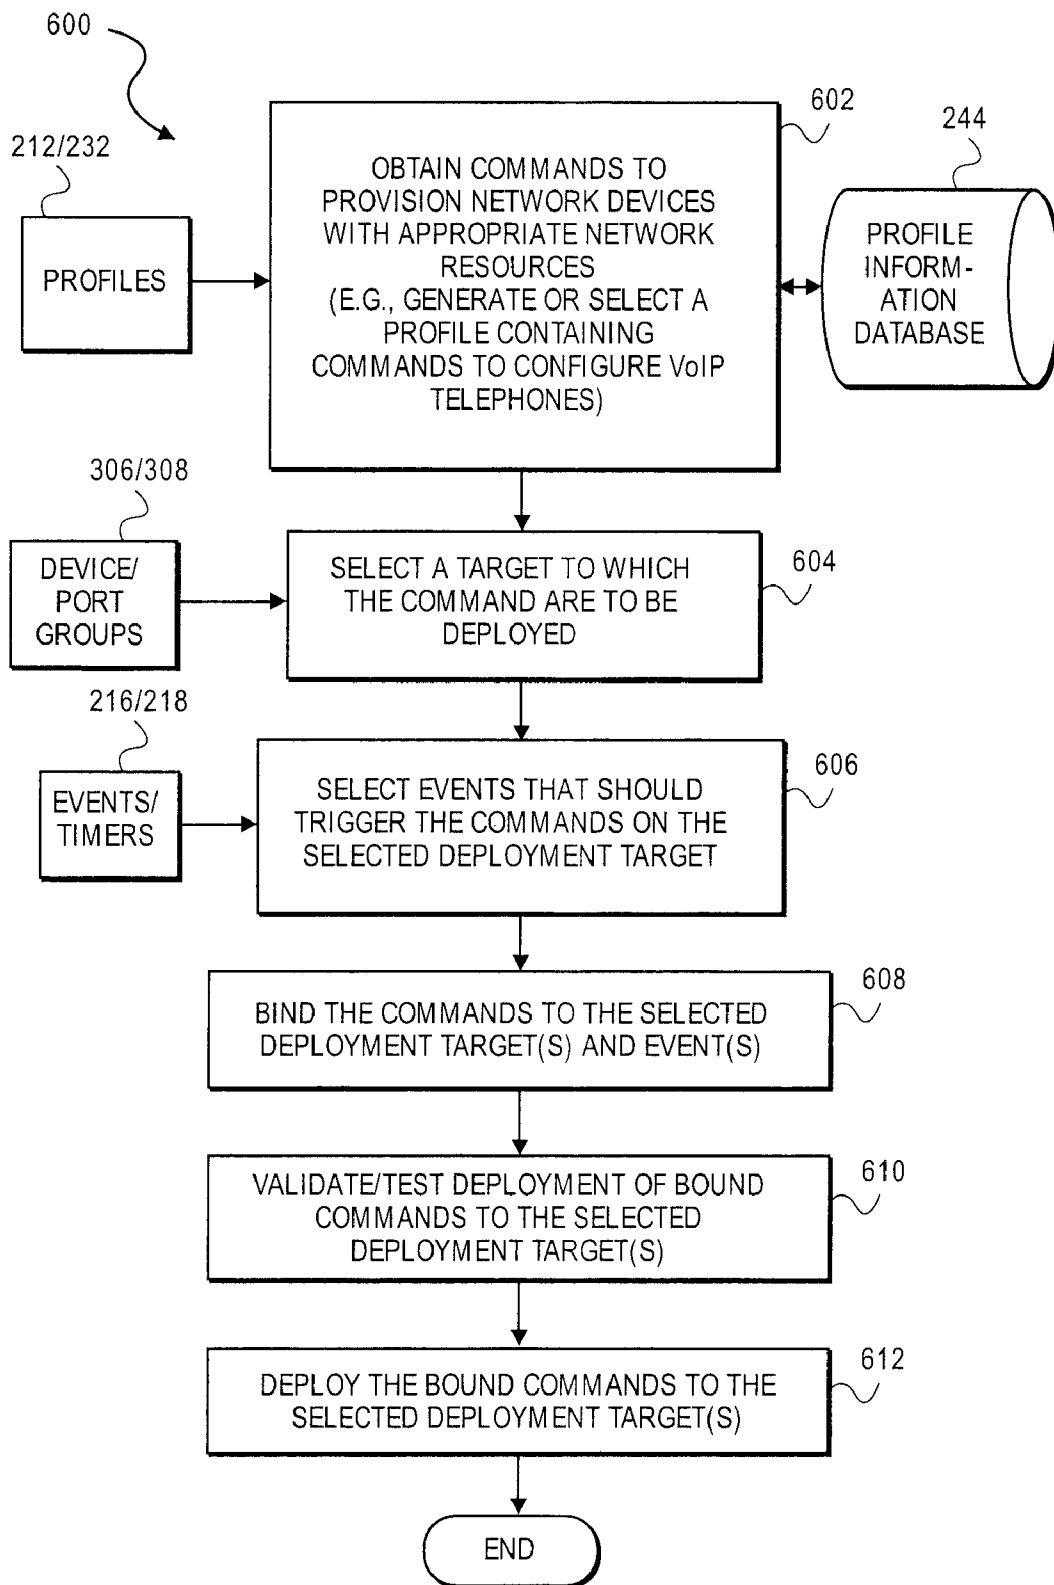 600
602
244
212/232
OBTAIN COMMANDS TO
PROVISION NETWORK DEVICES
WITH APPROPRIATE NETWORK
RESOURCES
(E.G., GENERATE OR SELECT A
PROFILE CONTAINING
COMMANDS TO CONFIGURE VoIP
TELEPHONES)
PROFILES
PROFILE
INFORM-
ATION
DATABASE
306/308
DEVICE/
PORT
GROUPS
SELECT A TARGET TO WHICH
THE COMMAND ARE TO BE
DEPLOYED
604
216/218
EVENTS/
TIMERS
SELECT EVENTS THAT SHOULD
TRIGGER THE COMMANDS ON THE
SELECTED DEPLOYMENT TARGET
606
BIND THE COMMANDS TO THE SELECTED
DEPLOYMENT TARGET(S) AND EVENT(S)
608
VALIDATE/TEST DEPLOYMENT OF BOUND
COMMANDS TO THE SELECTED
DEPLOYMENT TARGET(S)
610
DEPLOY THE BOUND COMMANDS TO THE
SELECTED DEPLOYMENT TARGET(S)
612
END